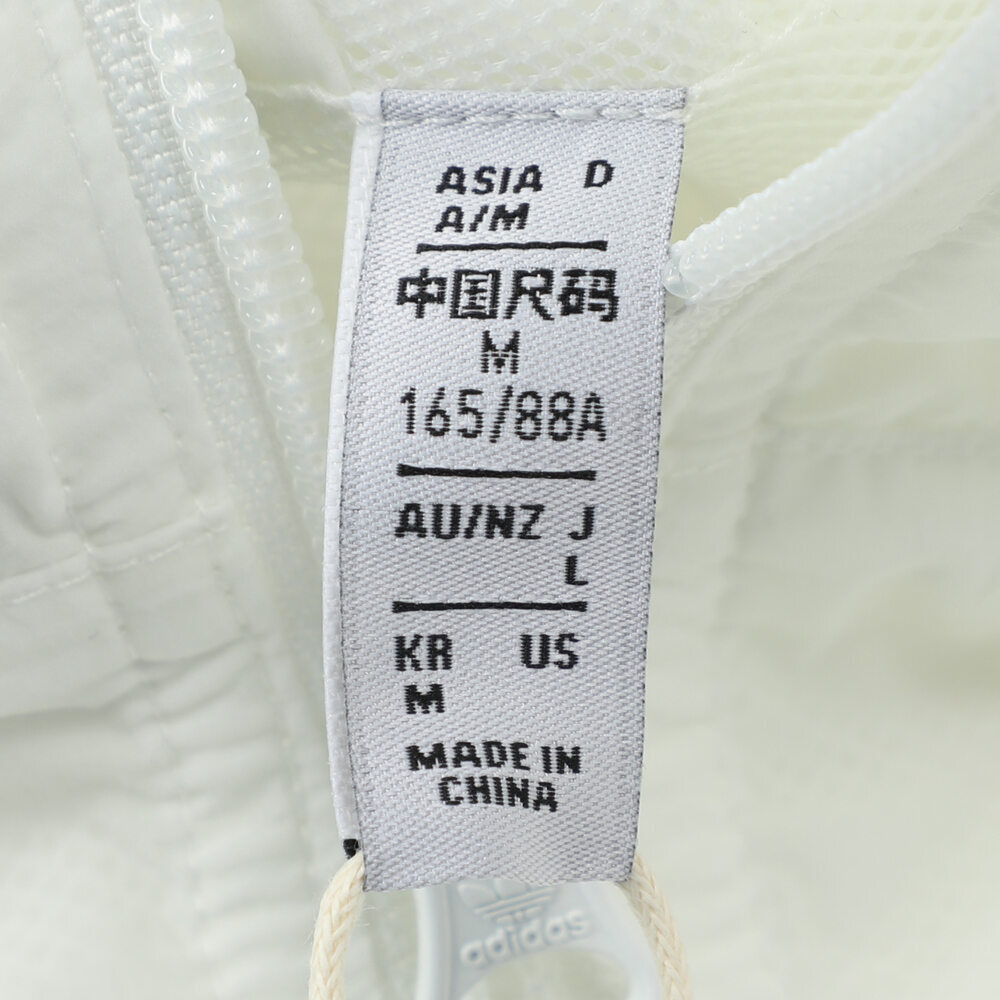 ASIA D
A/M
中国尺码
M
165/88A
AU/NZ J
L
KR US
M
MADE IN
CHINA
adidas